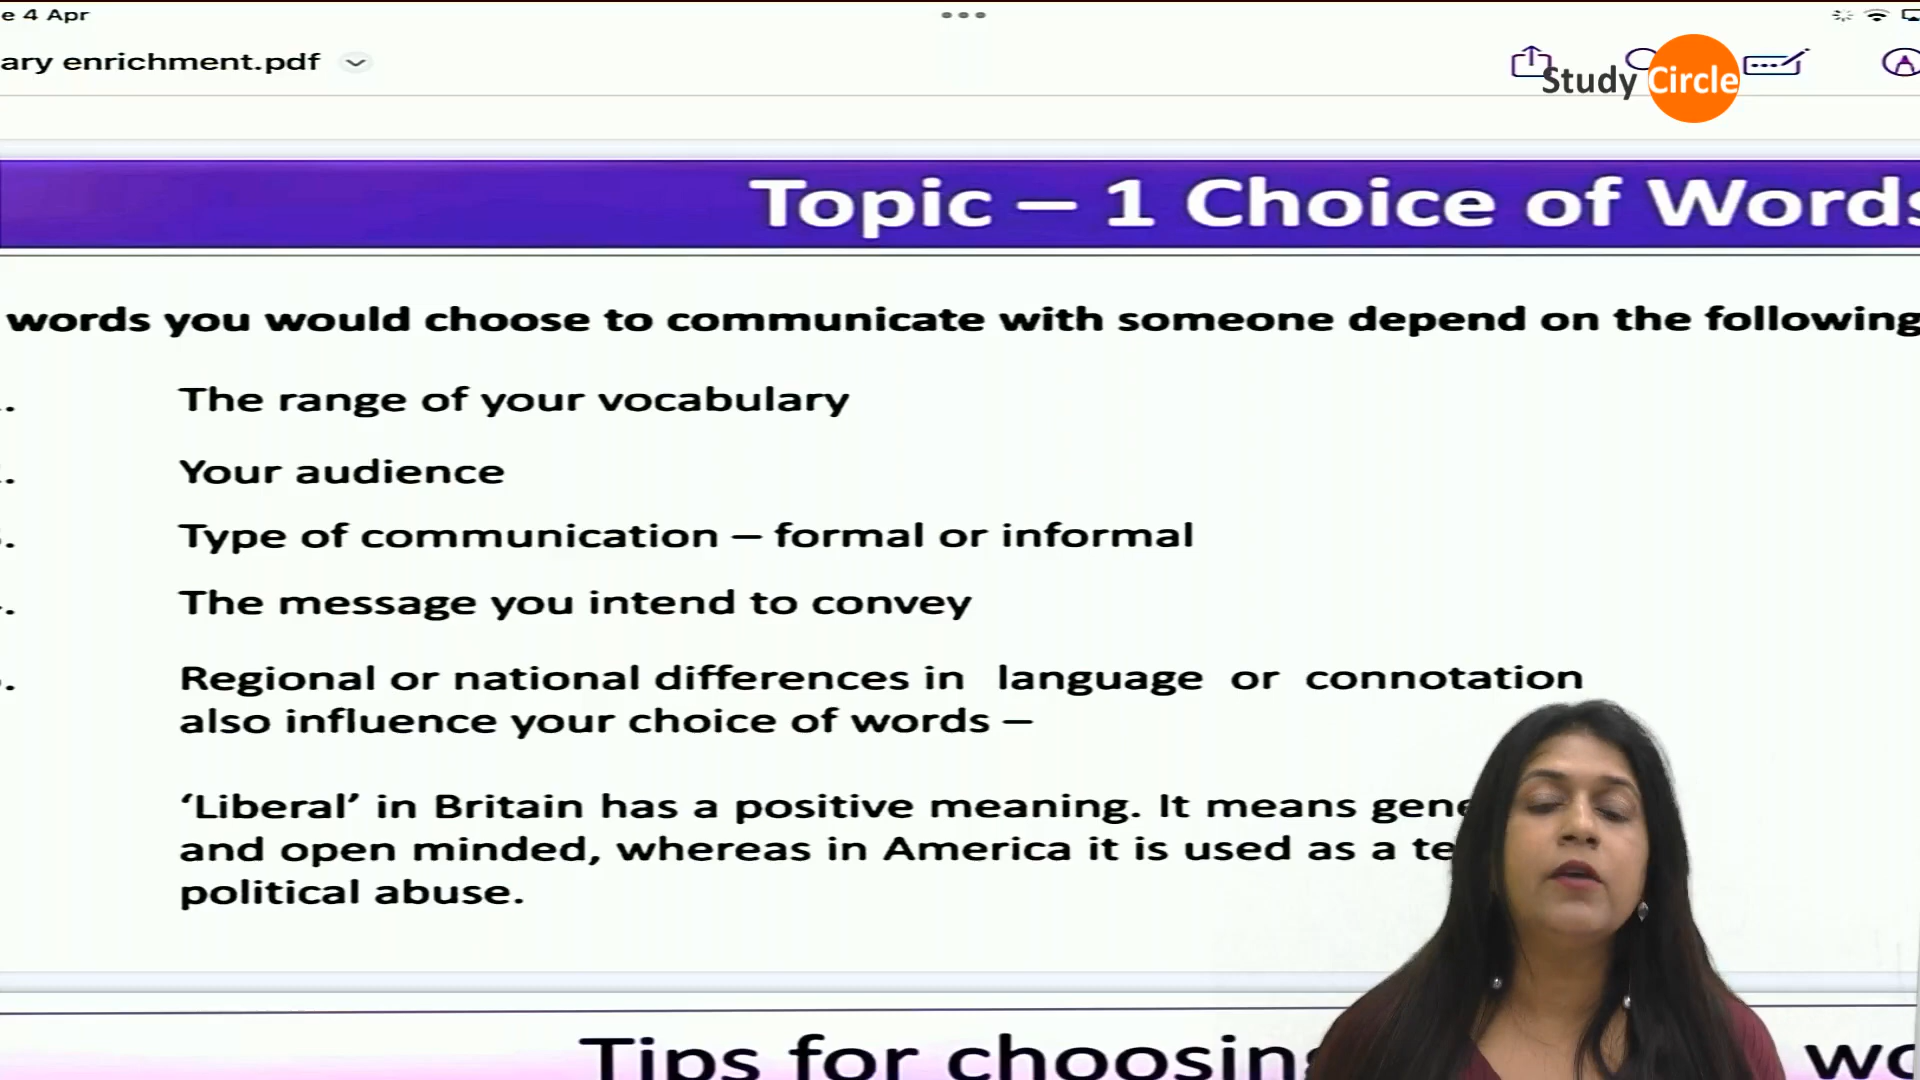 e 4 Apr
ary enrichment.pdf
Study Circle
Topic – 1 Choice of Words
words you would choose to communicate with someone depend on the following
The range of your vocabulary
Your audience
Type of communication – formal or informal
The message you intend to convey
Regional or national differences in language or connotation
also influence your choice of words –
‘Liberal’ in Britain has a positive meaning. It means gene
and open minded, whereas in America it is used as a te
political abuse.
Tips for choosing wo